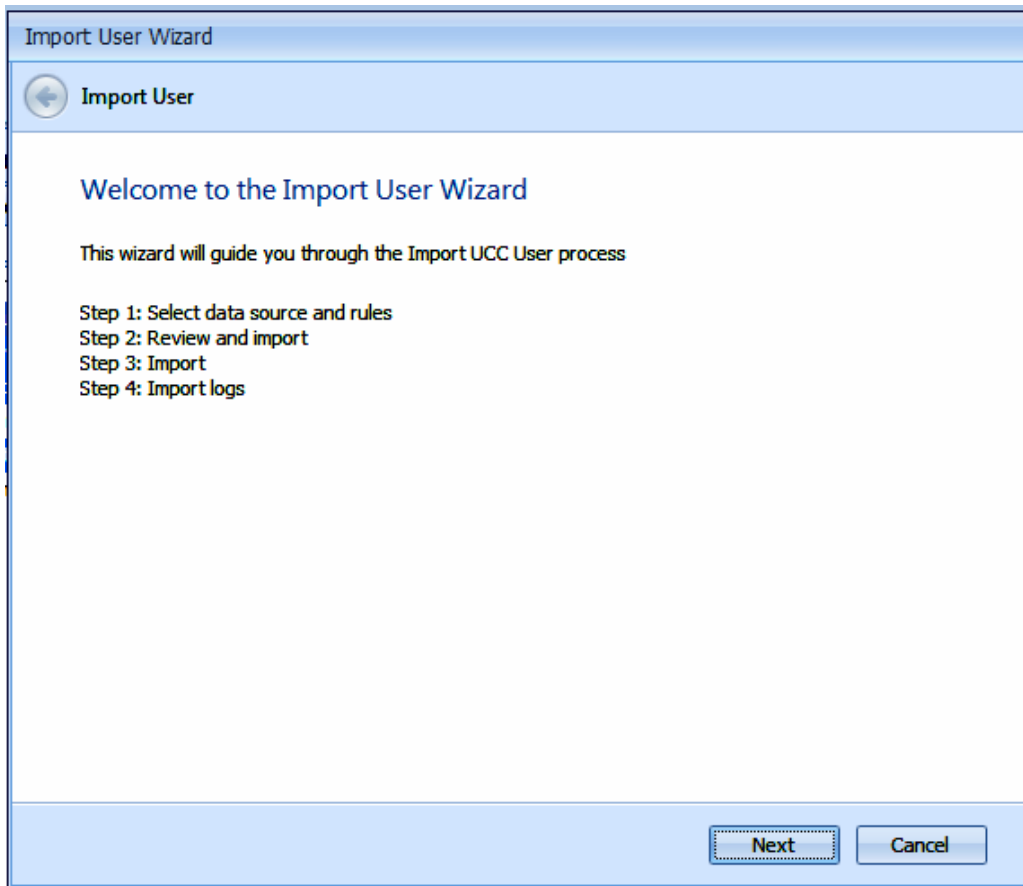 Import User Wizard
Import User
Welcome to the Import User Wizard
This wizard will guide you through the Import UCC User process
Step 1: Select data source and rules
Step 2: Review and import
Step 3: Import
Step 4: Import logs
Next Cancel